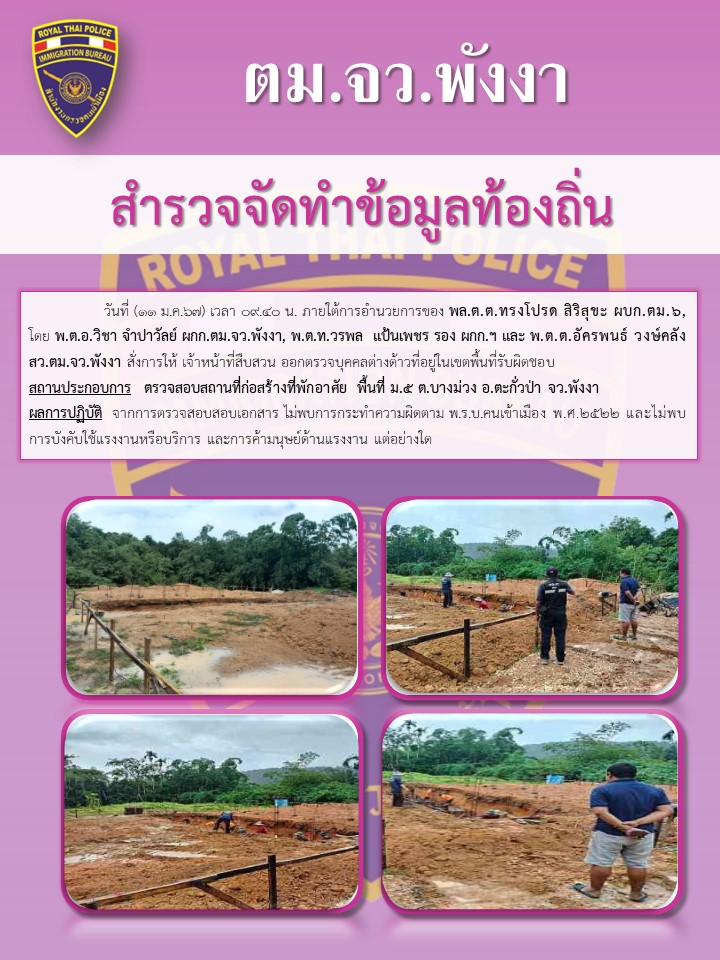 ROYAL THAI POLICE
IMMIGRATION BUREAU
สำนักงานตรวจคนเข้าเมือง
ตม.จว.พังงา
สำรวจจัดทำข้อมูลท้องถิ่น
ROYAL THAI POLICE
วันที่ (๑๑ ม.ค.๖๗) เวลา ๐๙.๔๐ น. ภายใต้การอำนวยการของ พล.ต.ต.ทรงโปรด สิริสุขะ ผบก.ตม.๖,
โดย พ.ต.อ.วิชา จำปาวัลย์ ผกก.ตม.จว.พังงา, พ.ต.ท.วรพล แป้นเพชร รอง ผกก.ฯ และ พ.ต.ต.อัครพนธ์ วงษ์คลัง
สว.ตม.จว.พังงา สั่งการให้ เจ้าหน้าที่สืบสวน ออกตรวจบุคคลต่างด้าวที่อยู่ในเขตพื้นที่รับผิดชอบ
สถานประกอบการ ตรวจสอบสถานที่ก่อสร้างที่พักอาศัย พื้นที่ ม.๕ ต.บางม่วง อ.ตะกั่วป่า จว.พังงา
ผลการปฏิบัติ จากการตรวจสอบสอบเอกสาร ไม่พบการกระทำความผิดตาม พ.ร.บ.คนเข้าเมือง พ.ศ.๒๕๒๒ และไม่พบ
การบังคับใช้แรงงานหรือบริการ และการค้ามนุษย์ด้านแรงงาน แต่อย่างใด